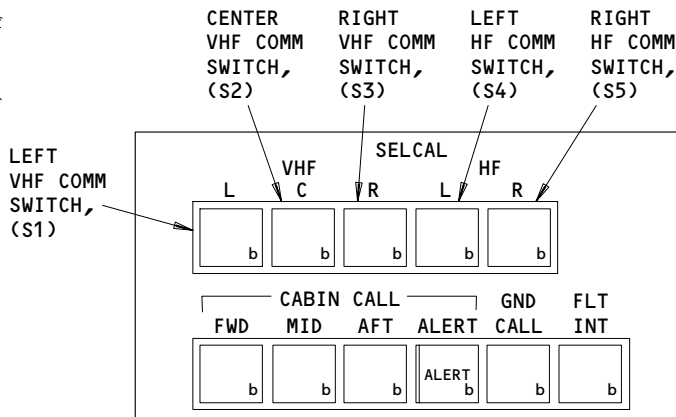 CENTER
VHF COMM
SWITCH,
(S2)
RIGHT
VHF COMM
SWITCH,
(S3)
LEFT
HF COMM
SWITCH,
(S4)
RIGHT
HF COMM
SWITCH,
(S5)
LEFT
VHF COMM
SWITCH,
(S1)
SELCAL
VHF HF
L C R L R
b b b b b
CABIN CALL GND FLT
FWD MID AFT ALERT CALL INT
ALERT
b b b b b b